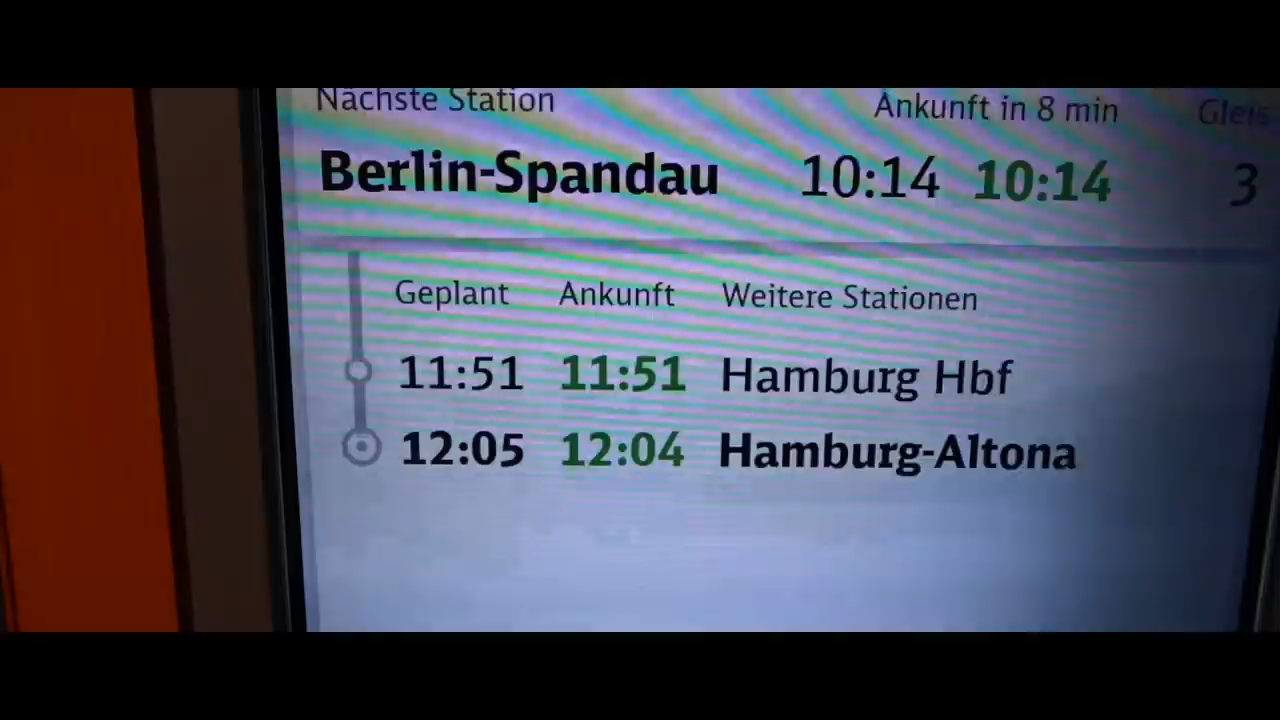 Nächste Station Ankunft in 8 min Gleis
Berlin-Spandau 10:14 10:14 3
Geplant Ankunft Weitere Stationen
11:51 11:51 Hamburg Hbf
12:05 12:04 Hamburg-Altona